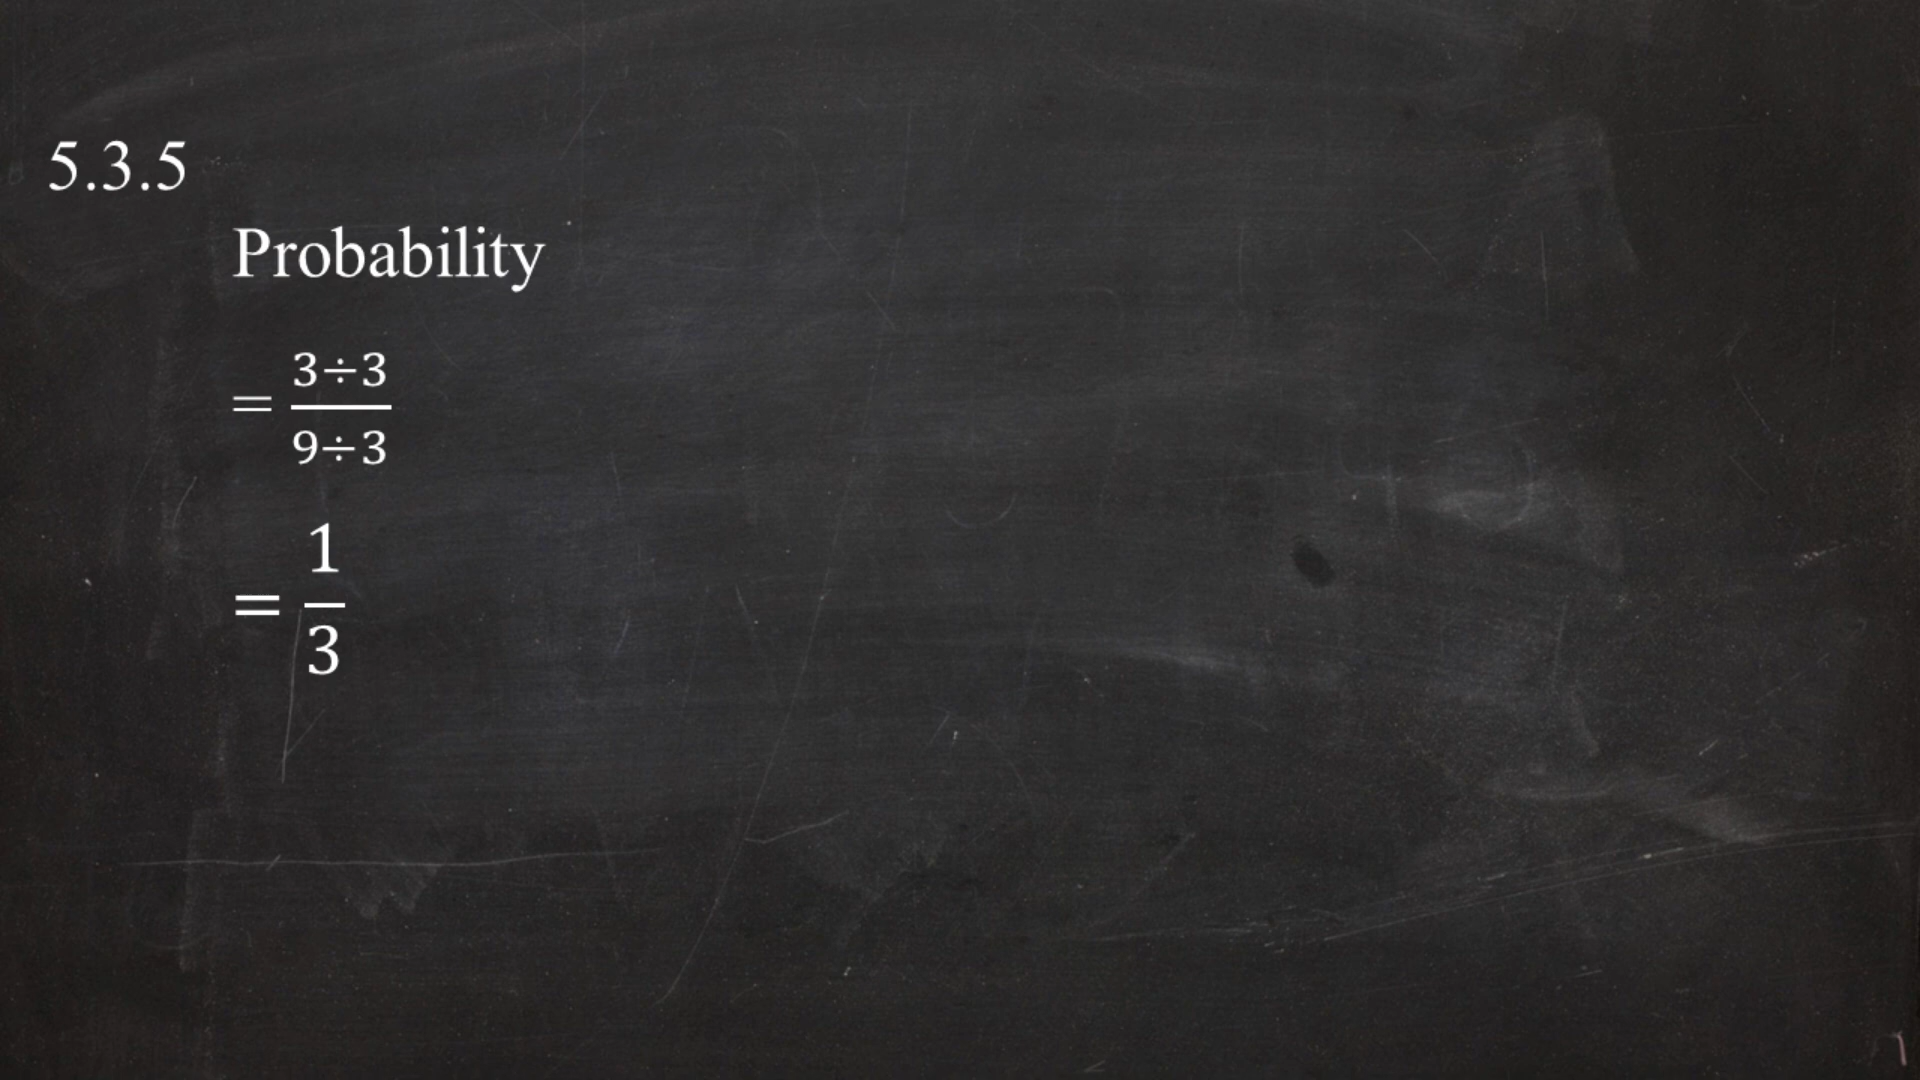 5.3.5
Probability
= 3÷3 / 9÷3
= 1 / 3